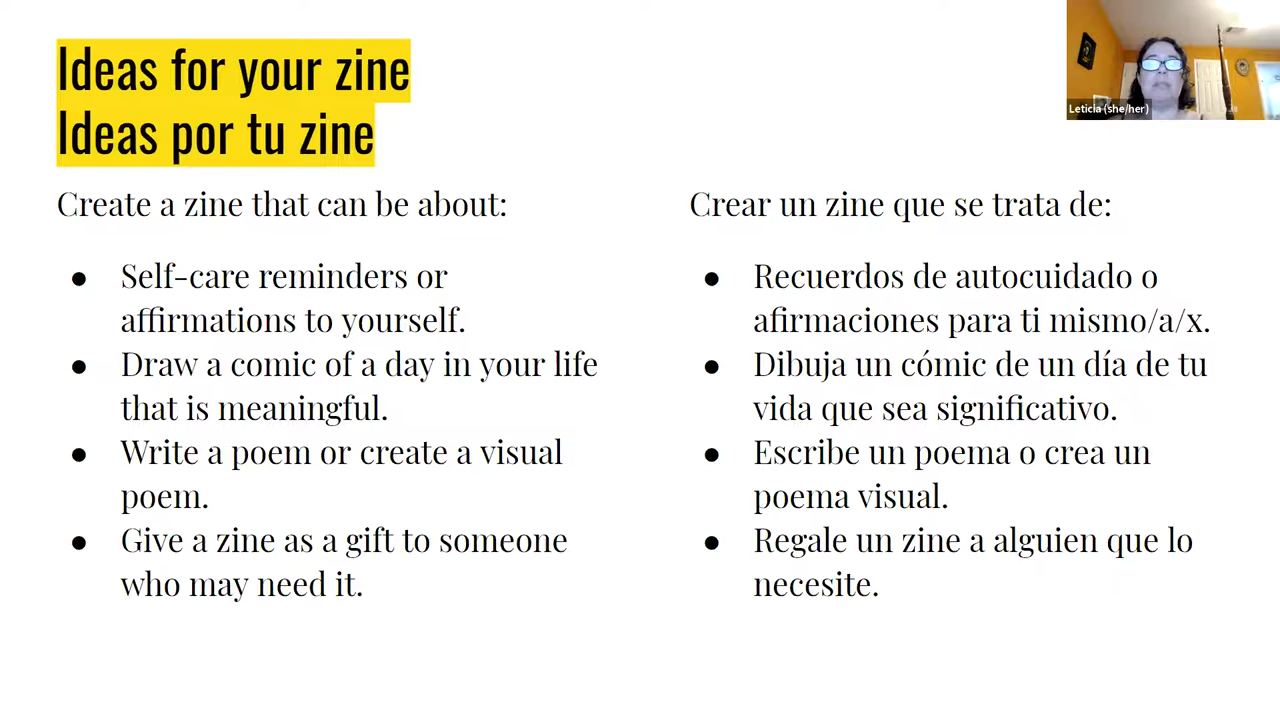 Ideas for your zine
Ideas por tu zine
Leticia (she/her)
Create a zine that can be about:
● Self-care reminders or
affirmations to yourself.
● Draw a comic of a day in your life
that is meaningful.
● Write a poem or create a visual
poem.
● Give a zine as a gift to someone
who may need it.
Crear un zine que se trata de:
● Recuerdos de autocuidado o
afirmaciones para ti mismo/a/x.
● Dibuja un cómic de un día de tu
vida que sea significativo.
● Escribe un poema o crea un
poema visual.
● Regale un zine a alguien que lo
necesite.